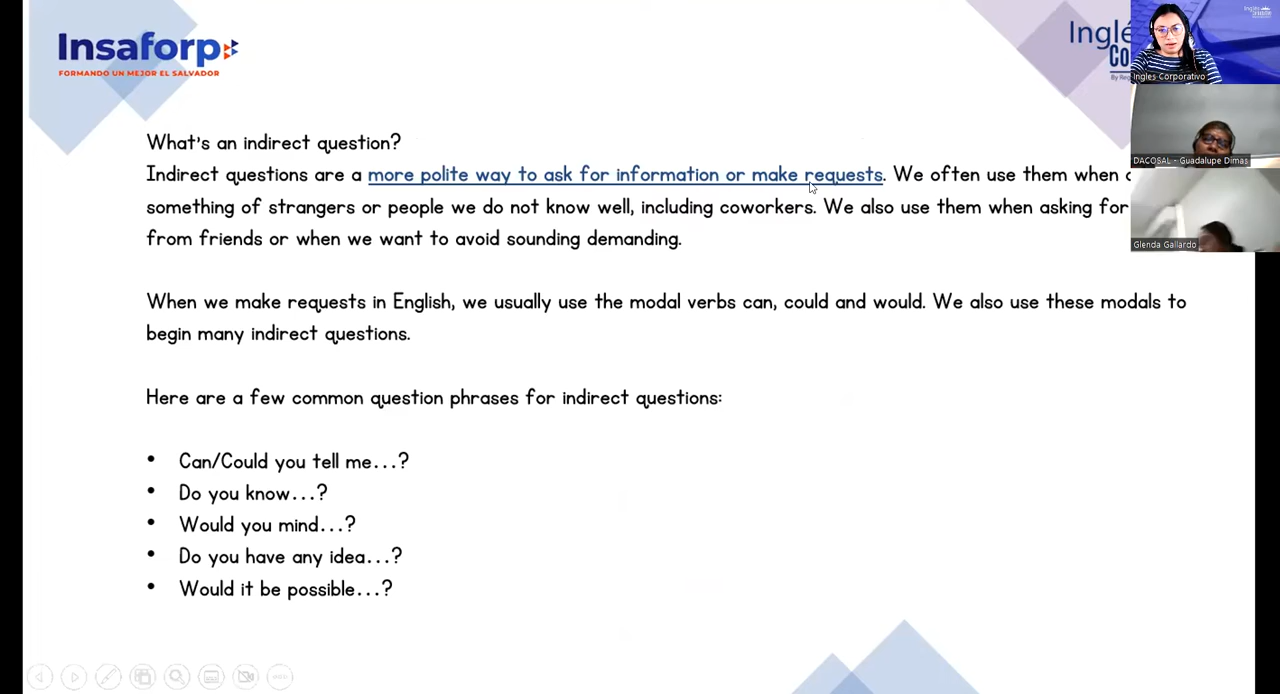 Insaforp
FORMANDO UN MEJOR EL SALVADOR
Inglé
CO
By Reg
Ingles Corporativo
DACOSAL - Guadalupe Dimas
Glenda Gallardo
What's an indirect question?
Indirect questions are a more polite way to ask for information or make requests. We often use them when
something of strangers or people we do not know well, including coworkers. We also use them when asking for
from friends or when we want to avoid sounding demanding.
When we make requests in English, we usually use the modal verbs can, could and would. We also use these modals to
begin many indirect questions.
Here are a few common question phrases for indirect questions:
• Can/Could you tell me...?
• Do you know...?
• Would you mind...?
• Do you have any idea...?
• Would it be possible...?